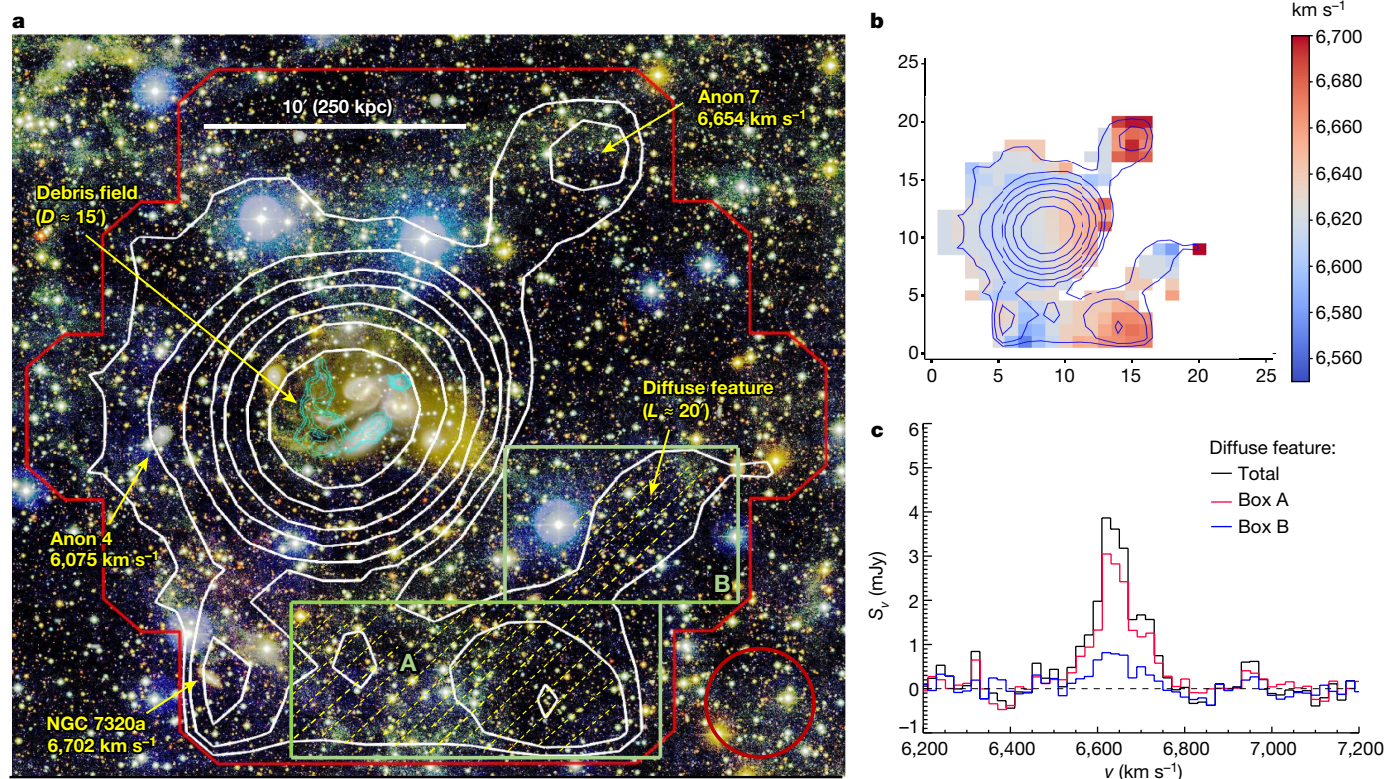 a
10′ (250 kpc)
Anon 7
6,654 km s⁻¹
Debris field
(D ≈ 15′)
Diffuse feature
(L ≈ 20′)
Anon 4
6,075 km s⁻¹
B
A
NGC 7320a
6,702 km s⁻¹
b
km s⁻¹
25
20
15
10
5
0
0 5 10 15 20 25
6,700
6,680
6,660
6,640
6,620
6,600
6,580
6,560
c
Diffuse feature:
Total
Box A
Box B
Sᵥ (mJy)
6
5
4
3
2
1
0
−1
6,200 6,400 6,600 6,800 7,000 7,200
v (km s⁻¹)